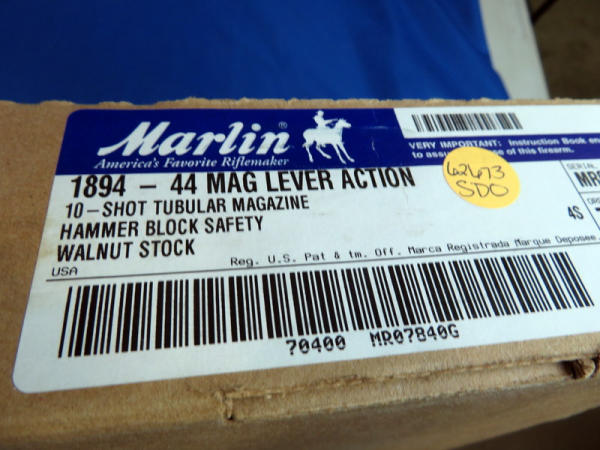 Marlin®
America's Favorite Riflemaker
VERY IMPORTANT: Instruction Book
of this firearm.
1894 - 44 MAG LEVER ACTION
10-SHOT TUBULAR MAGAZINE
HAMMER BLOCK SAFETY
WALNUT STOCK
62673
SDO
4S
USA
Reg. U.S. Pat & tm. Off. Marca Registrada Marque Deposee.
70400 MR07840G